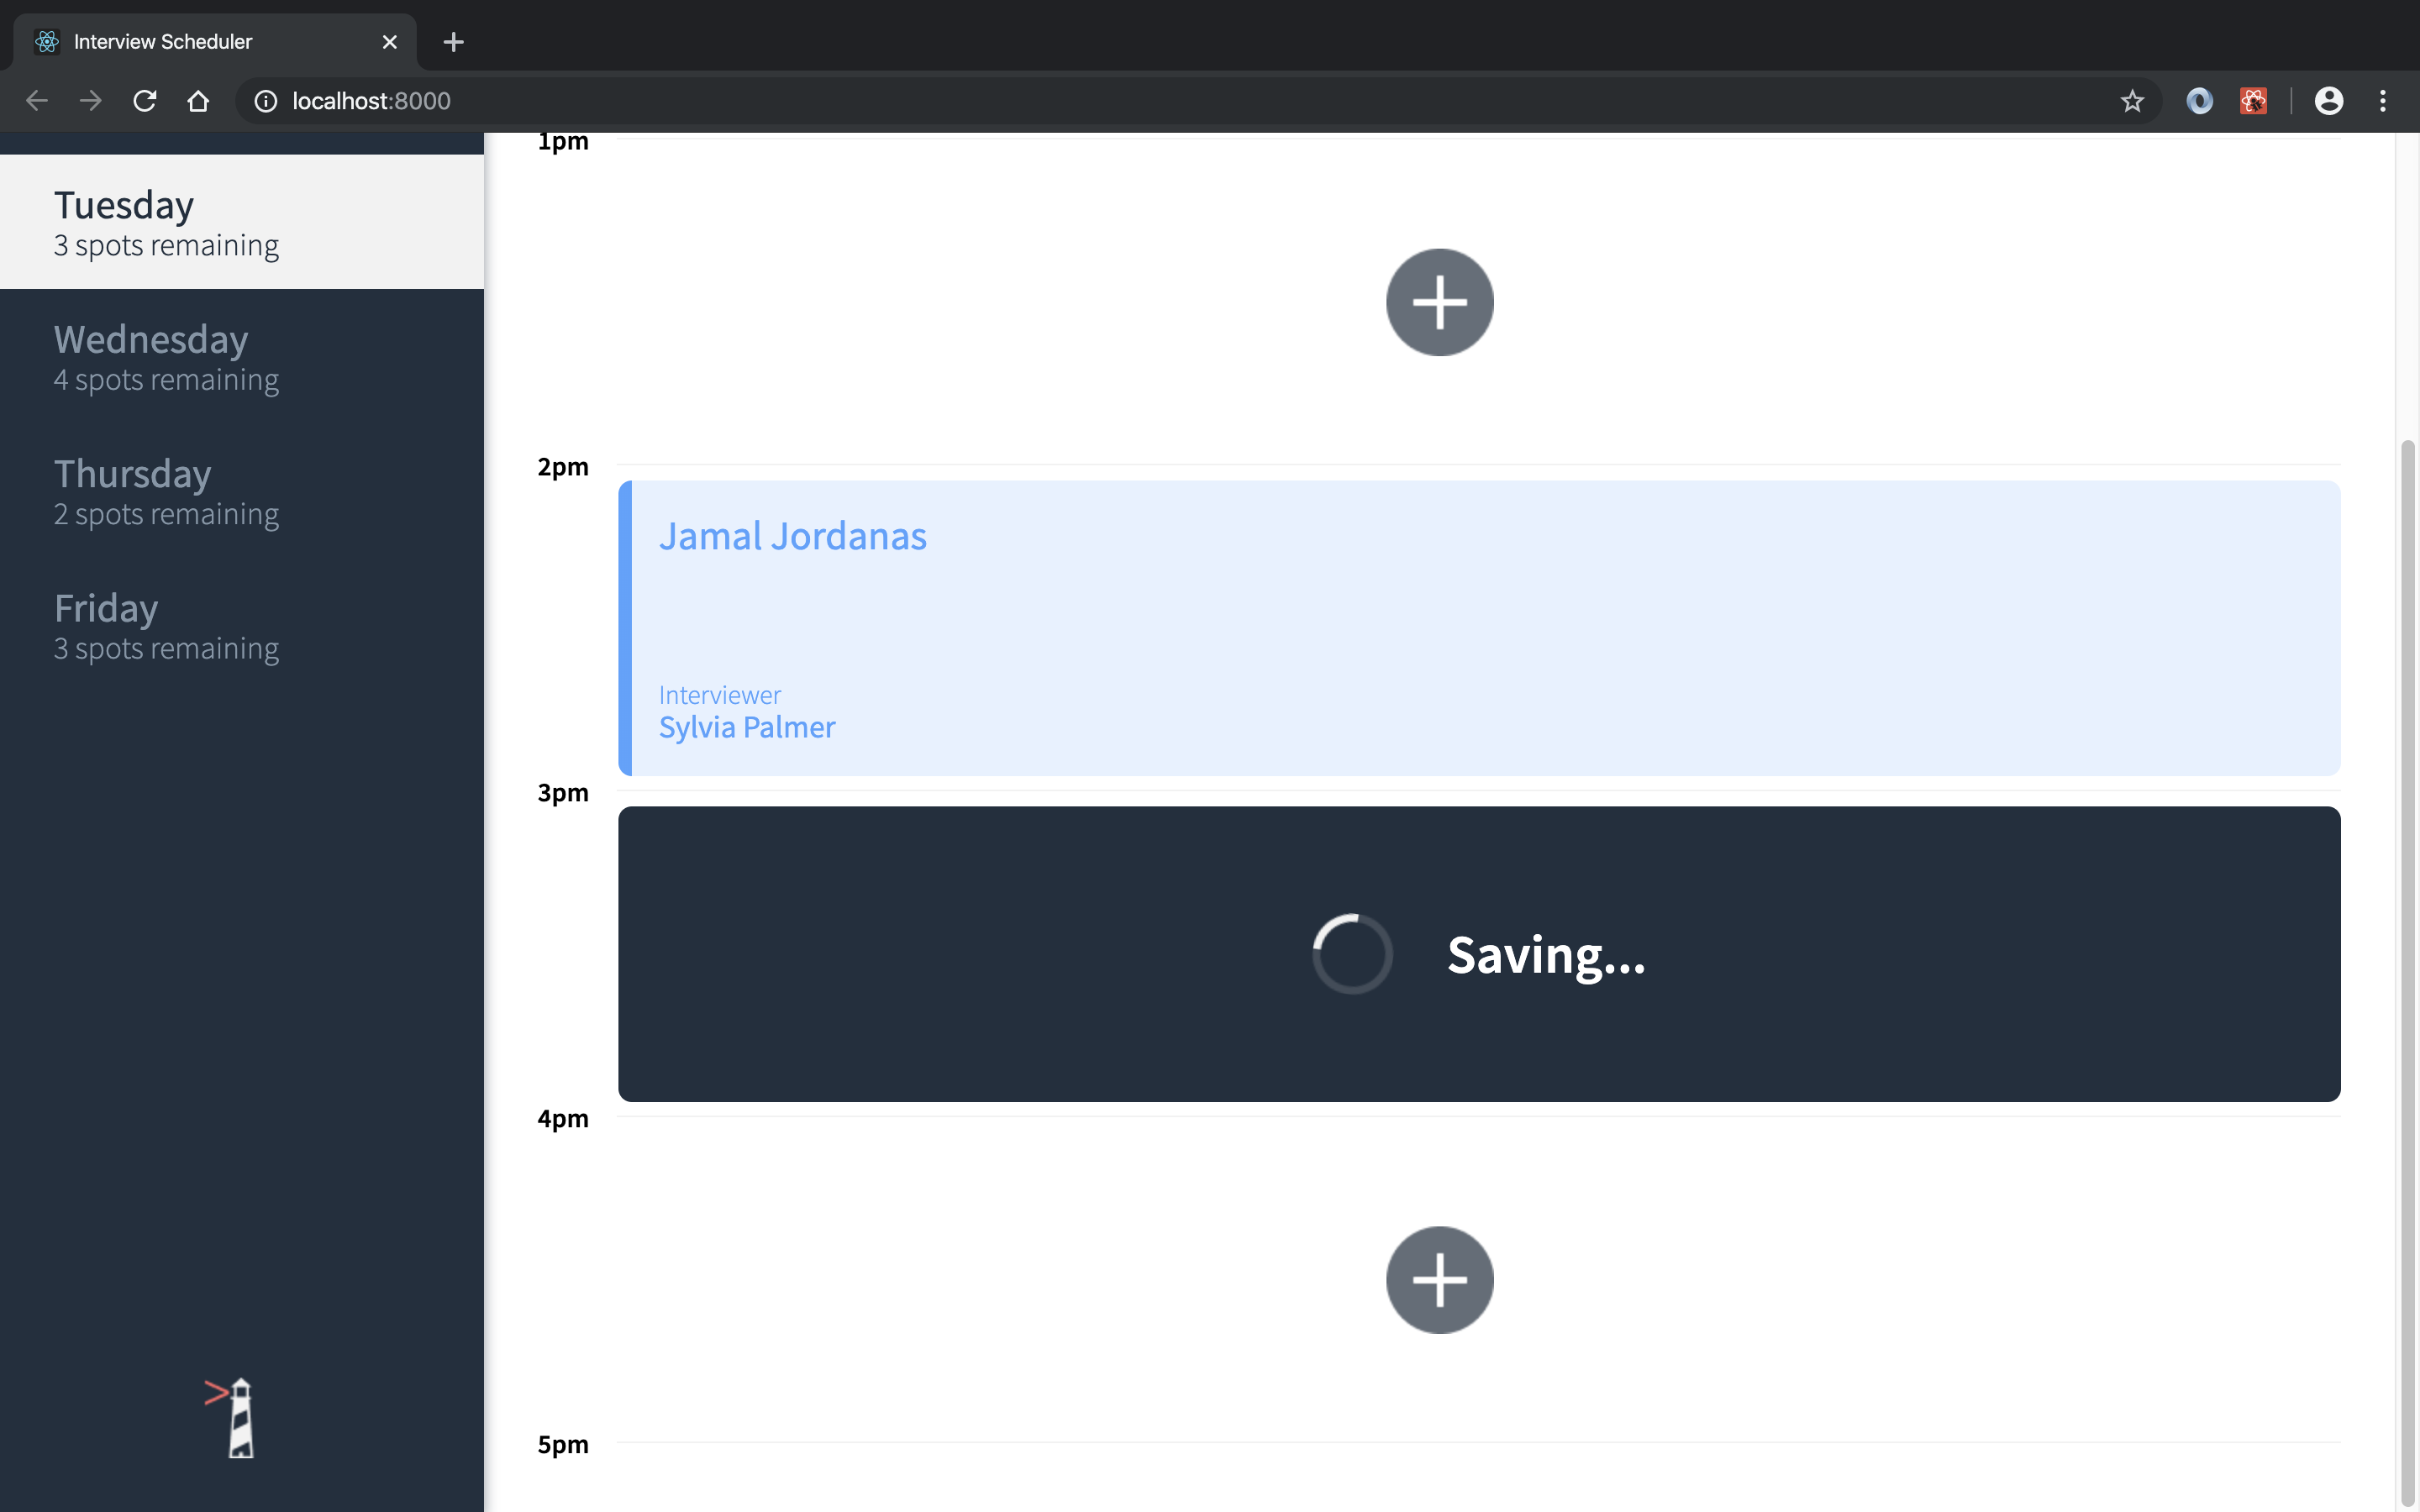 Interview Scheduler
localhost:8000
Tuesday
3 spots remaining
Wednesday
4 spots remaining
Thursday
2 spots remaining
Friday
3 spots remaining
1pm
2pm
Jamal Jordanas
Interviewer
Sylvia Palmer
3pm
Saving...
4pm
5pm